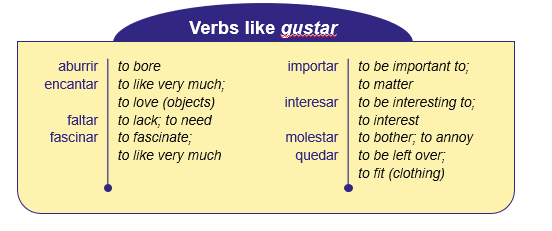 Verbs like gustar
aburrir to bore
encantar to like very much;
to love (objects)
faltar to lack; to need
fascinar to fascinate;
to like very much
importar to be important to;
to matter
interesar to be interesting to;
to interest
molestar to bother; to annoy
quedar to be left over;
to fit (clothing)